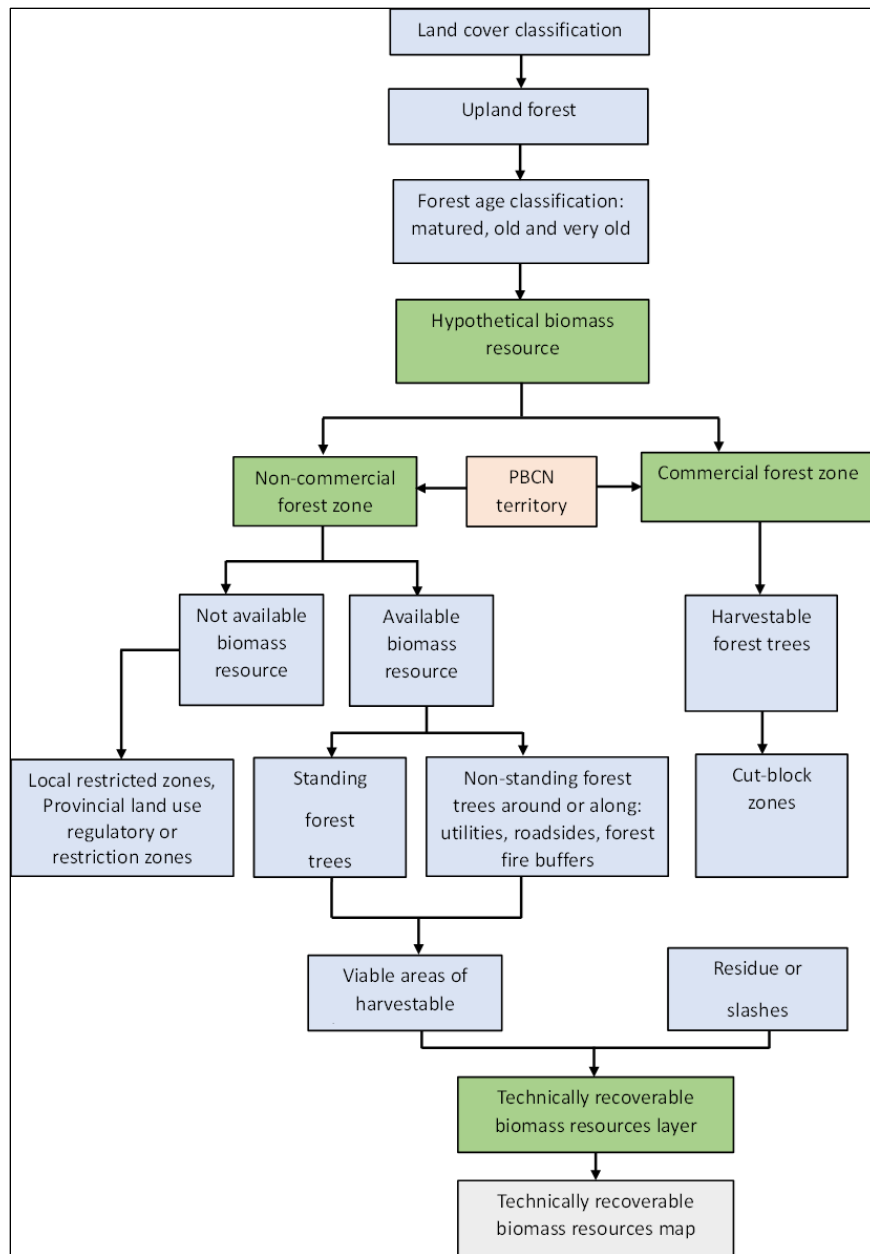 Land cover classification
Upland forest
Forest age classification:
matured, old and very old
Hypothetical biomass
resource
Non-commercial
forest zone
PBCN
territory
Commercial forest zone
Not available
biomass
resource
Available
biomass
resource
Harvestable
forest trees
Local restricted zones,
Provincial land use
regulatory or
restriction zones
Standing
forest
trees
Non-standing forest
trees around or along:
utilities, roadsides, forest
fire buffers
Cut-block
zones
Viable areas of
harvestable
Residue or
slashes
Technically recoverable
biomass resources layer
Technically recoverable
biomass resources map